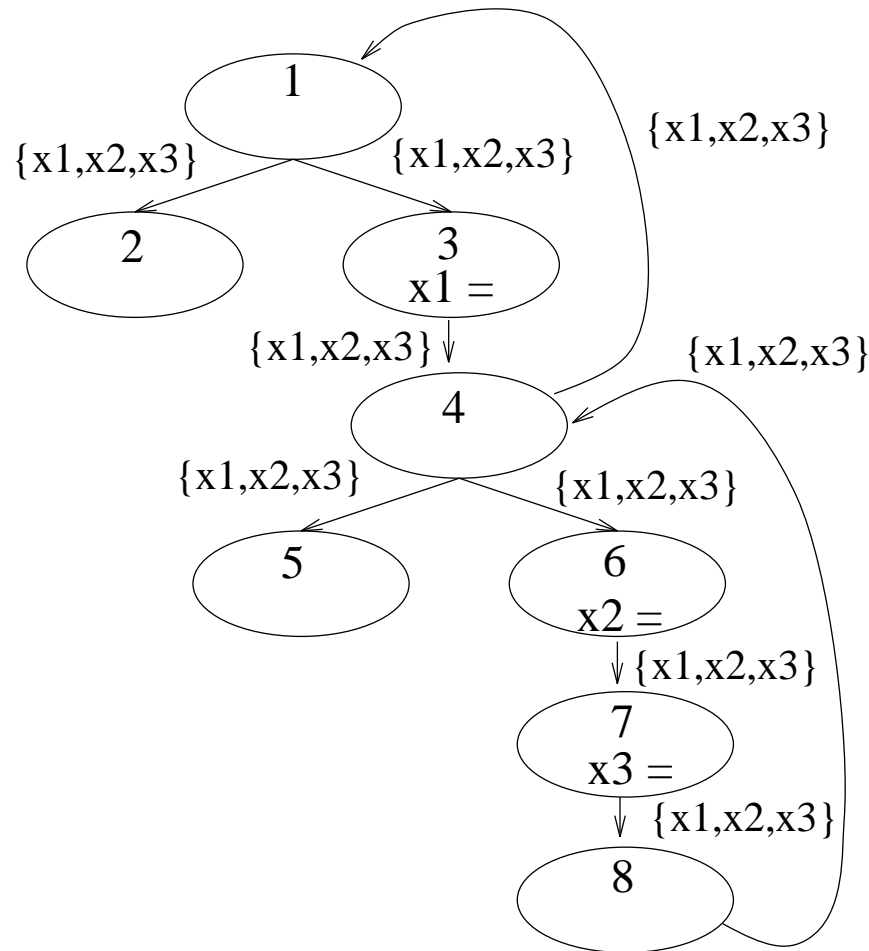 1
{x1,x2,x3}
{x1,x2,x3}
{x1,x2,x3}
2
3
x1 =
{x1,x2,x3}
{x1,x2,x3}
4
{x1,x2,x3}
{x1,x2,x3}
5
6
x2 =
{x1,x2,x3}
7
x3 =
{x1,x2,x3}
8